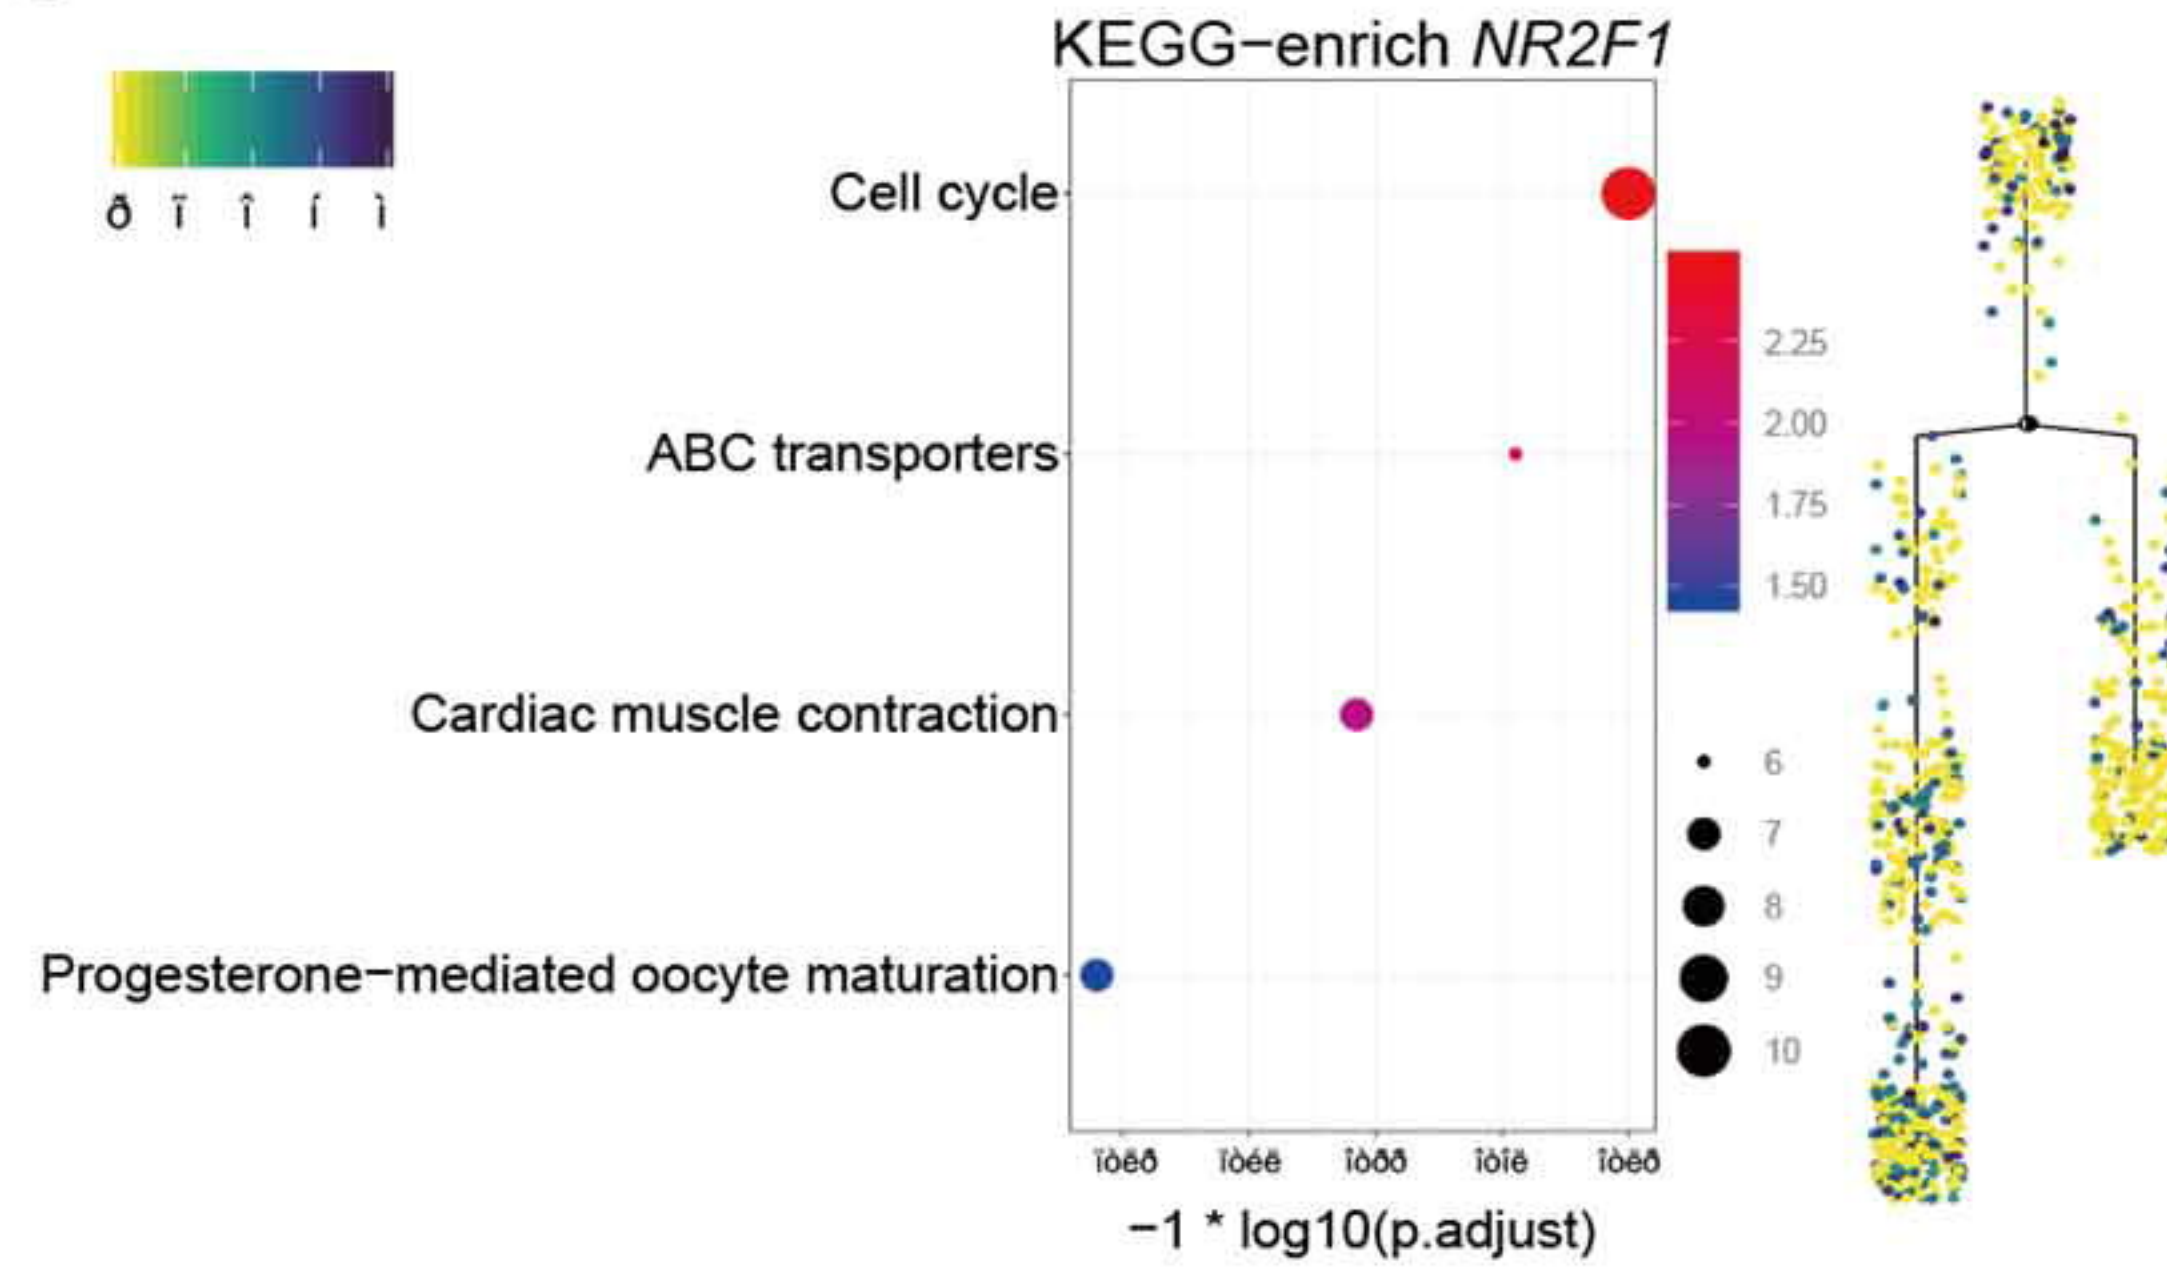 KEGG−enrich NR2F1
ð ï î í ì
Cell cycle
ABC transporters
Cardiac muscle contraction
Progesterone−mediated oocyte maturation
2.25
2.00
1.75
1.50
6
7
8
9
10
−1 * log10(p.adjust)